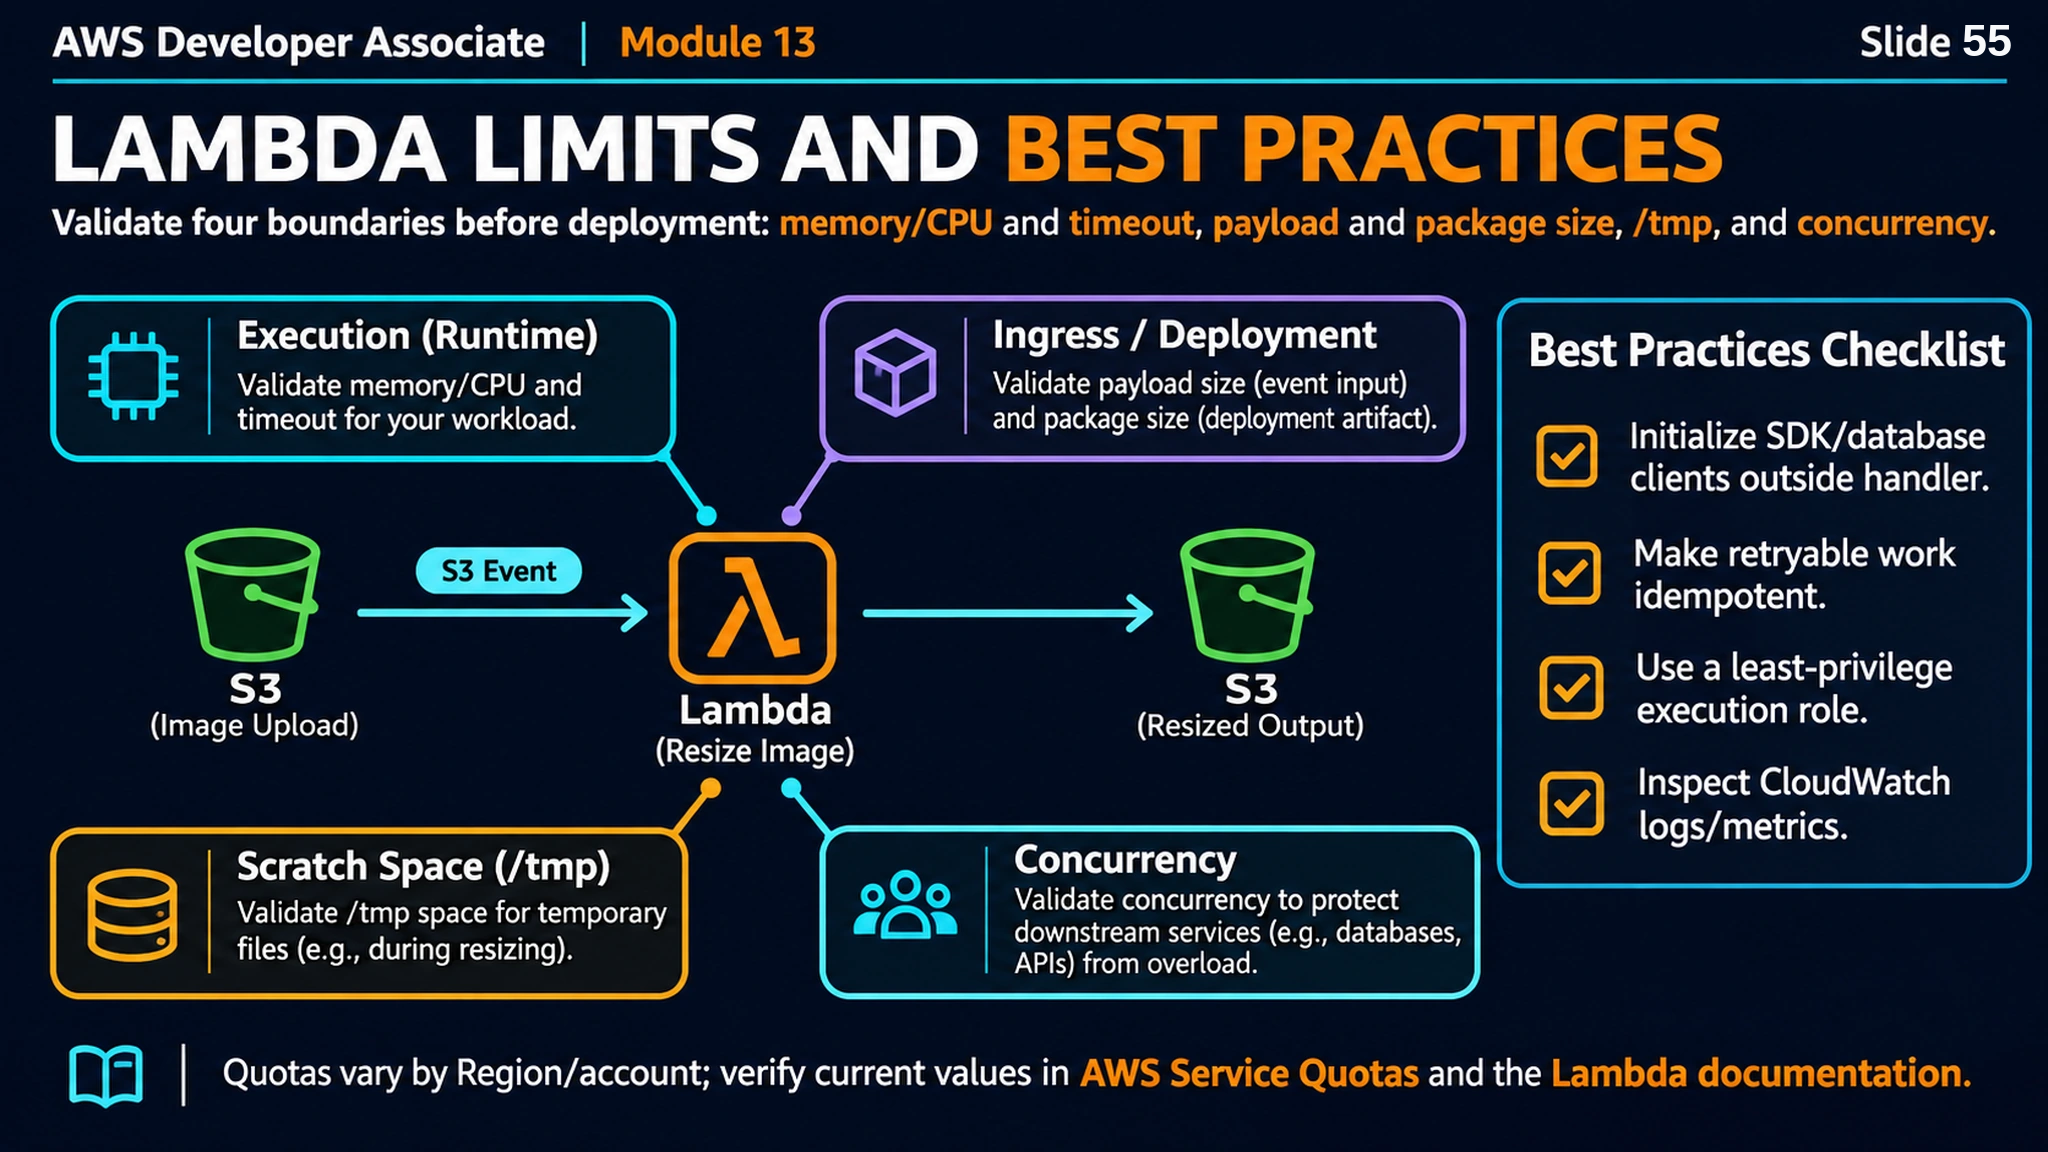 AWS Developer Associate | Module 13
Slide 55
LAMBDA LIMITS AND BEST PRACTICES
Validate four boundaries before deployment: memory/CPU and timeout, payload and package size, /tmp, and concurrency.
Execution (Runtime)
Validate memory/CPU and
timeout for your workload.
Ingress / Deployment
Validate payload size (event input)
and package size (deployment artifact).
S3 Event
S3
(Image Upload)
Lambda
(Resize Image)
S3
(Resized Output)
Scratch Space (/tmp)
Validate /tmp space for temporary
files (e.g., during resizing).
Concurrency
Validate concurrency to protect
downstream services (e.g., databases,
APIs) from overload.
Best Practices Checklist
Initialize SDK/database
clients outside handler.
Make retryable work
idempotent.
Use a least-privilege
execution role.
Inspect CloudWatch
logs/metrics.
Quotas vary by Region/account; verify current values in AWS Service Quotas and the Lambda documentation.